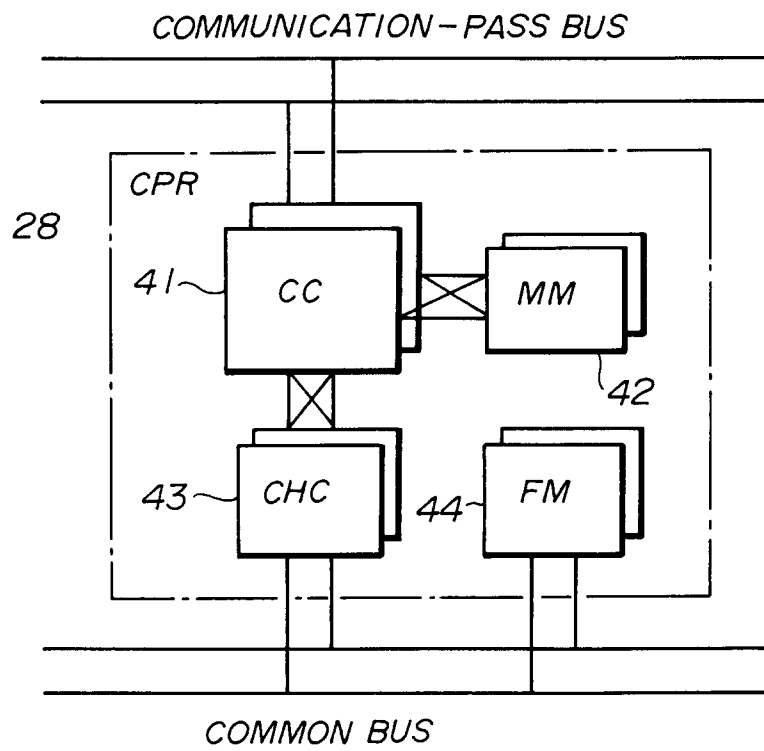 COMMUNICATION-PASS BUS
CPR
28
41
CC
MM
42
43
CHC
44
FM
COMMON BUS